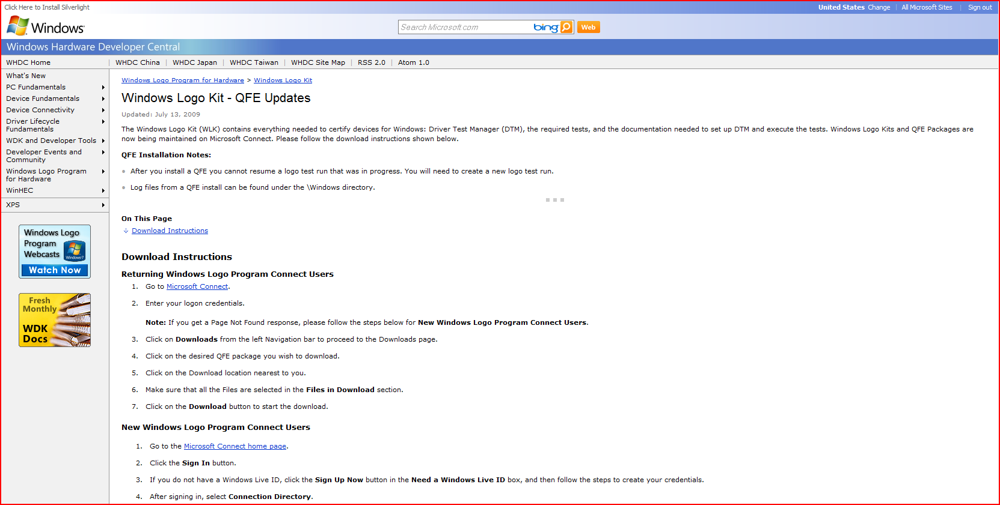 Click Here to Install Silverlight
United States Change | All Microsoft Sites | Sign out
Windows®
Search Microsoft.com bing Web
Windows Hardware Developer Central
WHDC Home | WHDC China | WHDC Japan | WHDC Taiwan | WHDC Site Map | RSS 2.0 | Atom 1.0
What's New
PC Fundamentals
Device Fundamentals
Device Connectivity
Driver Lifecycle
Fundamentals
WDK and Developer Tools
Developer Events and
Community
Windows Logo Program
for Hardware
WinHEC
XPS
Windows Logo
Program
Webcasts
Windows 7
Watch Now
Fresh
Monthly
WDK
Docs
Windows Logo Program for Hardware > Windows Logo Kit
Windows Logo Kit - QFE Updates
Updated: July 13, 2009
The Windows Logo Kit (WLK) contains everything needed to certify devices for Windows: Driver Test Manager (DTM), the required tests, and the documentation needed to set up DTM and execute the tests. Windows Logo Kits and QFE Packages are
now being maintained on Microsoft Connect. Please follow the download instructions shown below.
QFE Installation Notes:
• After you install a QFE you cannot resume a logo test run that was in progress. You will need to create a new logo test run.
• Log files from a QFE install can be found under the \Windows directory.
On This Page
Download Instructions
Download Instructions
Returning Windows Logo Program Connect Users
1. Go to Microsoft Connect.
2. Enter your logon credentials.
Note: If you get a Page Not Found response, please follow the steps below for New Windows Logo Program Connect Users.
3. Click on Downloads from the left Navigation bar to proceed to the Downloads page.
4. Click on the desired QFE package you wish to download.
5. Click on the Download location nearest to you.
6. Make sure that all the Files are selected in the Files in Download section.
7. Click on the Download button to start the download.
New Windows Logo Program Connect Users
1. Go to the Microsoft Connect home page.
2. Click the Sign In button.
3. If you do not have a Windows Live ID, click the Sign Up Now button in the Need a Windows Live ID box, and then follow the steps to create your credentials.
4. After signing in, select Connection Directory.